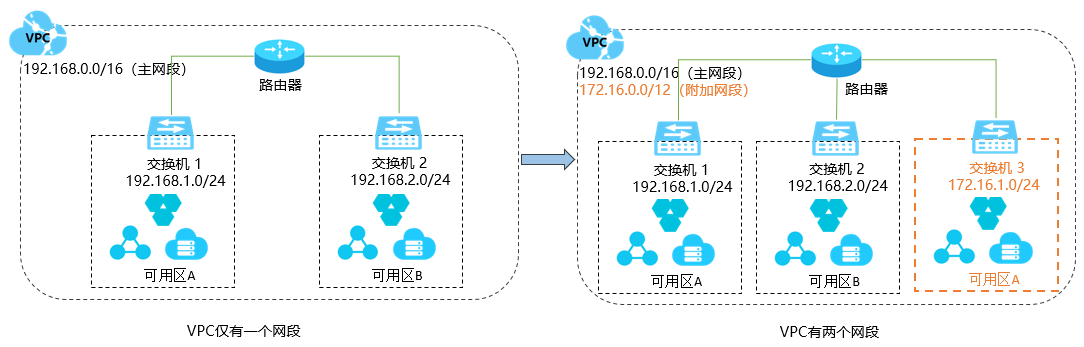 VPC
192.168.0.0/16（主网段）
路由器
交换机 1
192.168.1.0/24
可用区A
交换机 2
192.168.2.0/24
可用区B
VPC仅有一个网段
VPC
192.168.0.0/16（主网段）
172.16.0.0/12（附加网段）
路由器
交换机 1
192.168.1.0/24
可用区A
交换机 2
192.168.2.0/24
可用区B
交换机 3
172.16.1.0/24
可用区A
VPC有两个网段